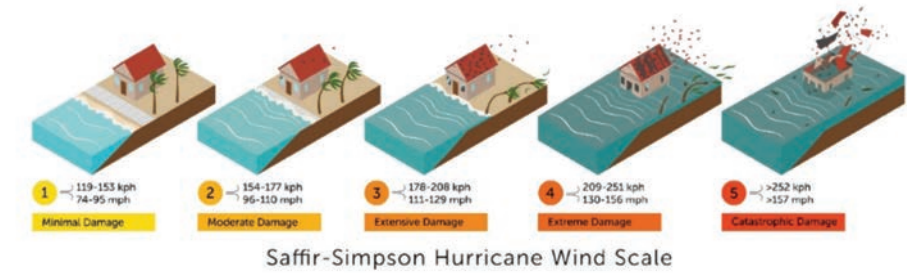 1
119-153 kph
74-95 mph
Minimal Damage
2
154-177 kph
96-110 mph
Moderate Damage
3
178-208 kph
111-129 mph
Extensive Damage
4
209-251 kph
130-156 mph
Extreme Damage
5
>252 kph
>157 mph
Catastrophic Damage
Saffir-Simpson Hurricane Wind Scale